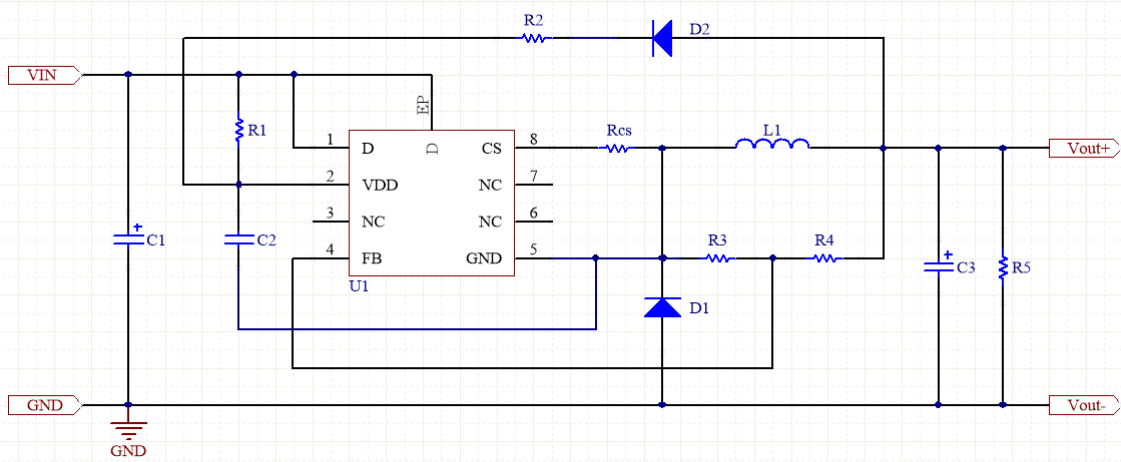 R2
D2
VIN
EP
R1
1
D
D
CS
8
Rcs
L1
Vout+
2
VDD
NC
7
3
NC
NC
6
C1
C2
4
FB
GND
5
R3
R4
C3
R5
U1
D1
GND
Vout-
GND